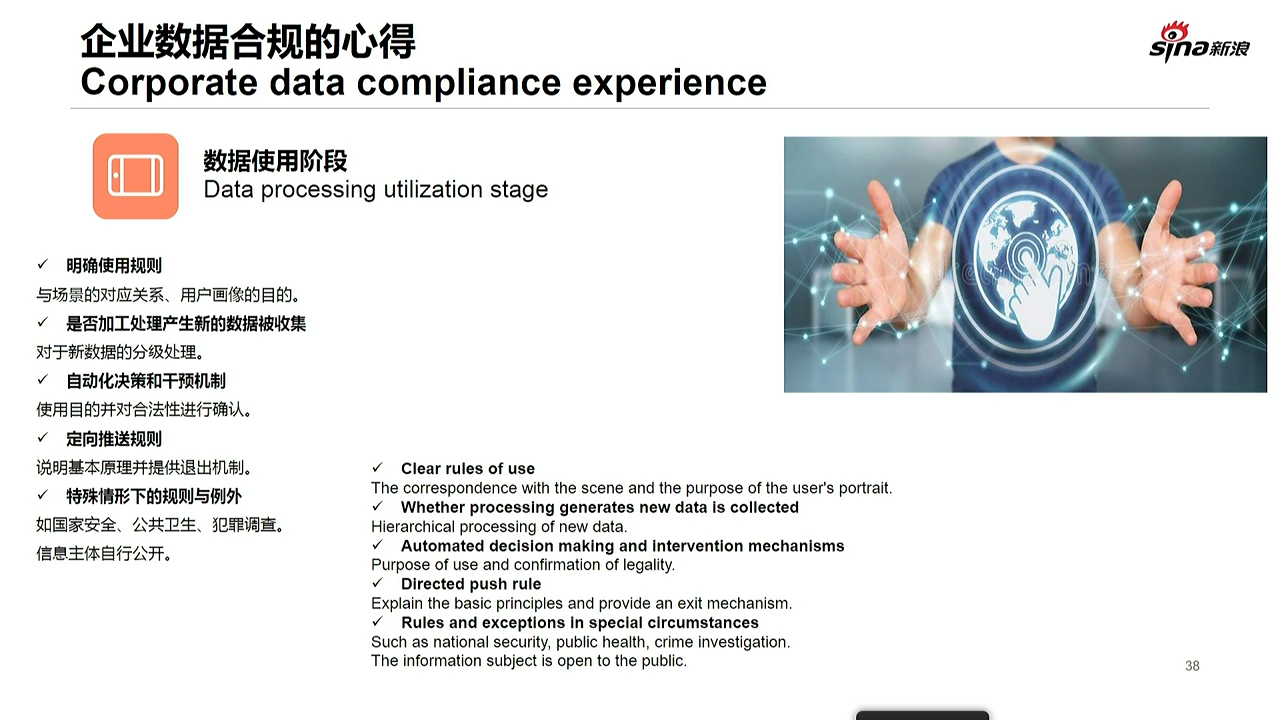 企业数据合规的心得
Corporate data compliance experience
sina新浪
数据使用阶段
Data processing utilization stage
✓ 明确使用规则
与场景的对应关系、用户画像的目的。
✓ 是否加工处理产生新的数据被收集
对于新数据的分级处理。
✓ 自动化决策和干预机制
使用目的并对合法性进行确认。
✓ 定向推送规则
说明基本原理并提供退出机制。
✓ 特殊情形下的规则与例外
如国家安全、公共卫生、犯罪调查。
信息主体自行公开。
✓ Clear rules of use
The correspondence with the scene and the purpose of the user's portrait.
✓ Whether processing generates new data is collected
Hierarchical processing of new data.
✓ Automated decision making and intervention mechanisms
Purpose of use and confirmation of legality.
✓ Directed push rule
Explain the basic principles and provide an exit mechanism.
✓ Rules and exceptions in special circumstances
Such as national security, public health, crime investigation.
The information subject is open to the public.
38